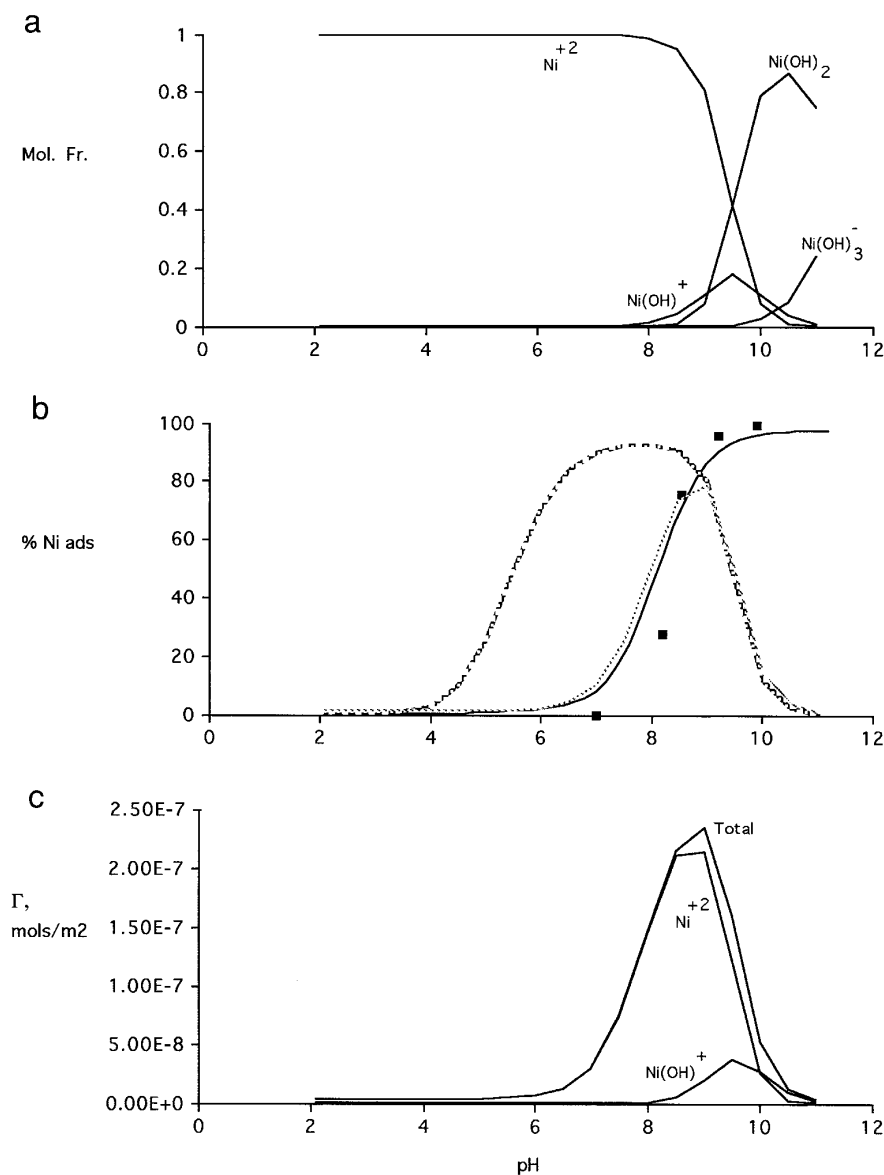 a
1
0.8
0.6
0.4
0.2
0
Mol. Fr.
Ni+2
Ni(OH)2
Ni(OH)3-
Ni(OH)+
0 2 4 6 8 10 12
b
100
80
60
40
20
0
% Ni ads
0 2 4 6 8 10 12
c
2.50E-7
2.00E-7
1.50E-7
1.00E-7
5.00E-8
0.00E+0
Γ,
mols/m2
Total
Ni+2
Ni(OH)+
0 2 4 6 8 10 12
pH